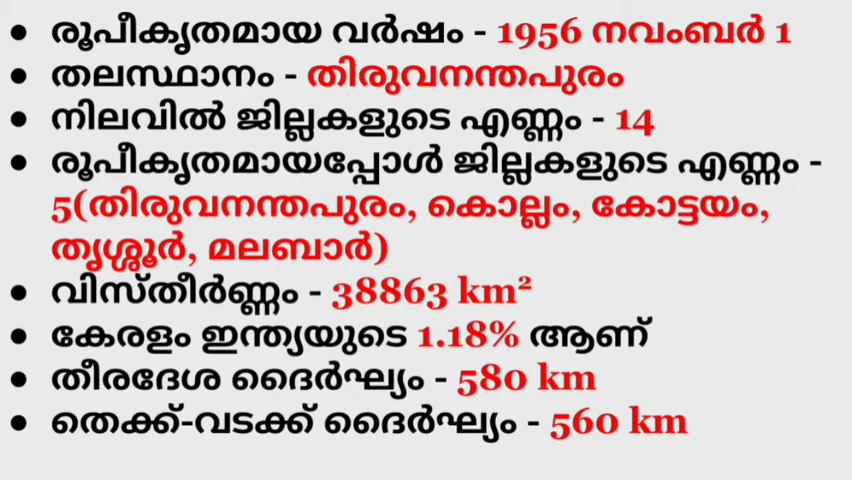 • രൂപീകൃതമായ വർഷം - 1956 നവംബർ 1
• തലസ്ഥാനം - തിരുവനന്തപുരം
• നിലവിൽ ജില്ലകളുടെ എണ്ണം - 14
• രൂപീകൃതമായപ്പോൾ ജില്ലകളുടെ എണ്ണം -
5(തിരുവനന്തപുരം, കൊല്ലം, കോട്ടയം,
തൃശ്ശൂർ, മലബാർ)
• വിസ്തീർണ്ണം - 38863 km²
• കേരളം ഇന്ത്യയുടെ 1.18% ആണ്
• തീരദേശ ദൈർഘ്യം - 580 km
• തെക്ക്-വടക്ക് ദൈർഘ്യം - 560 km